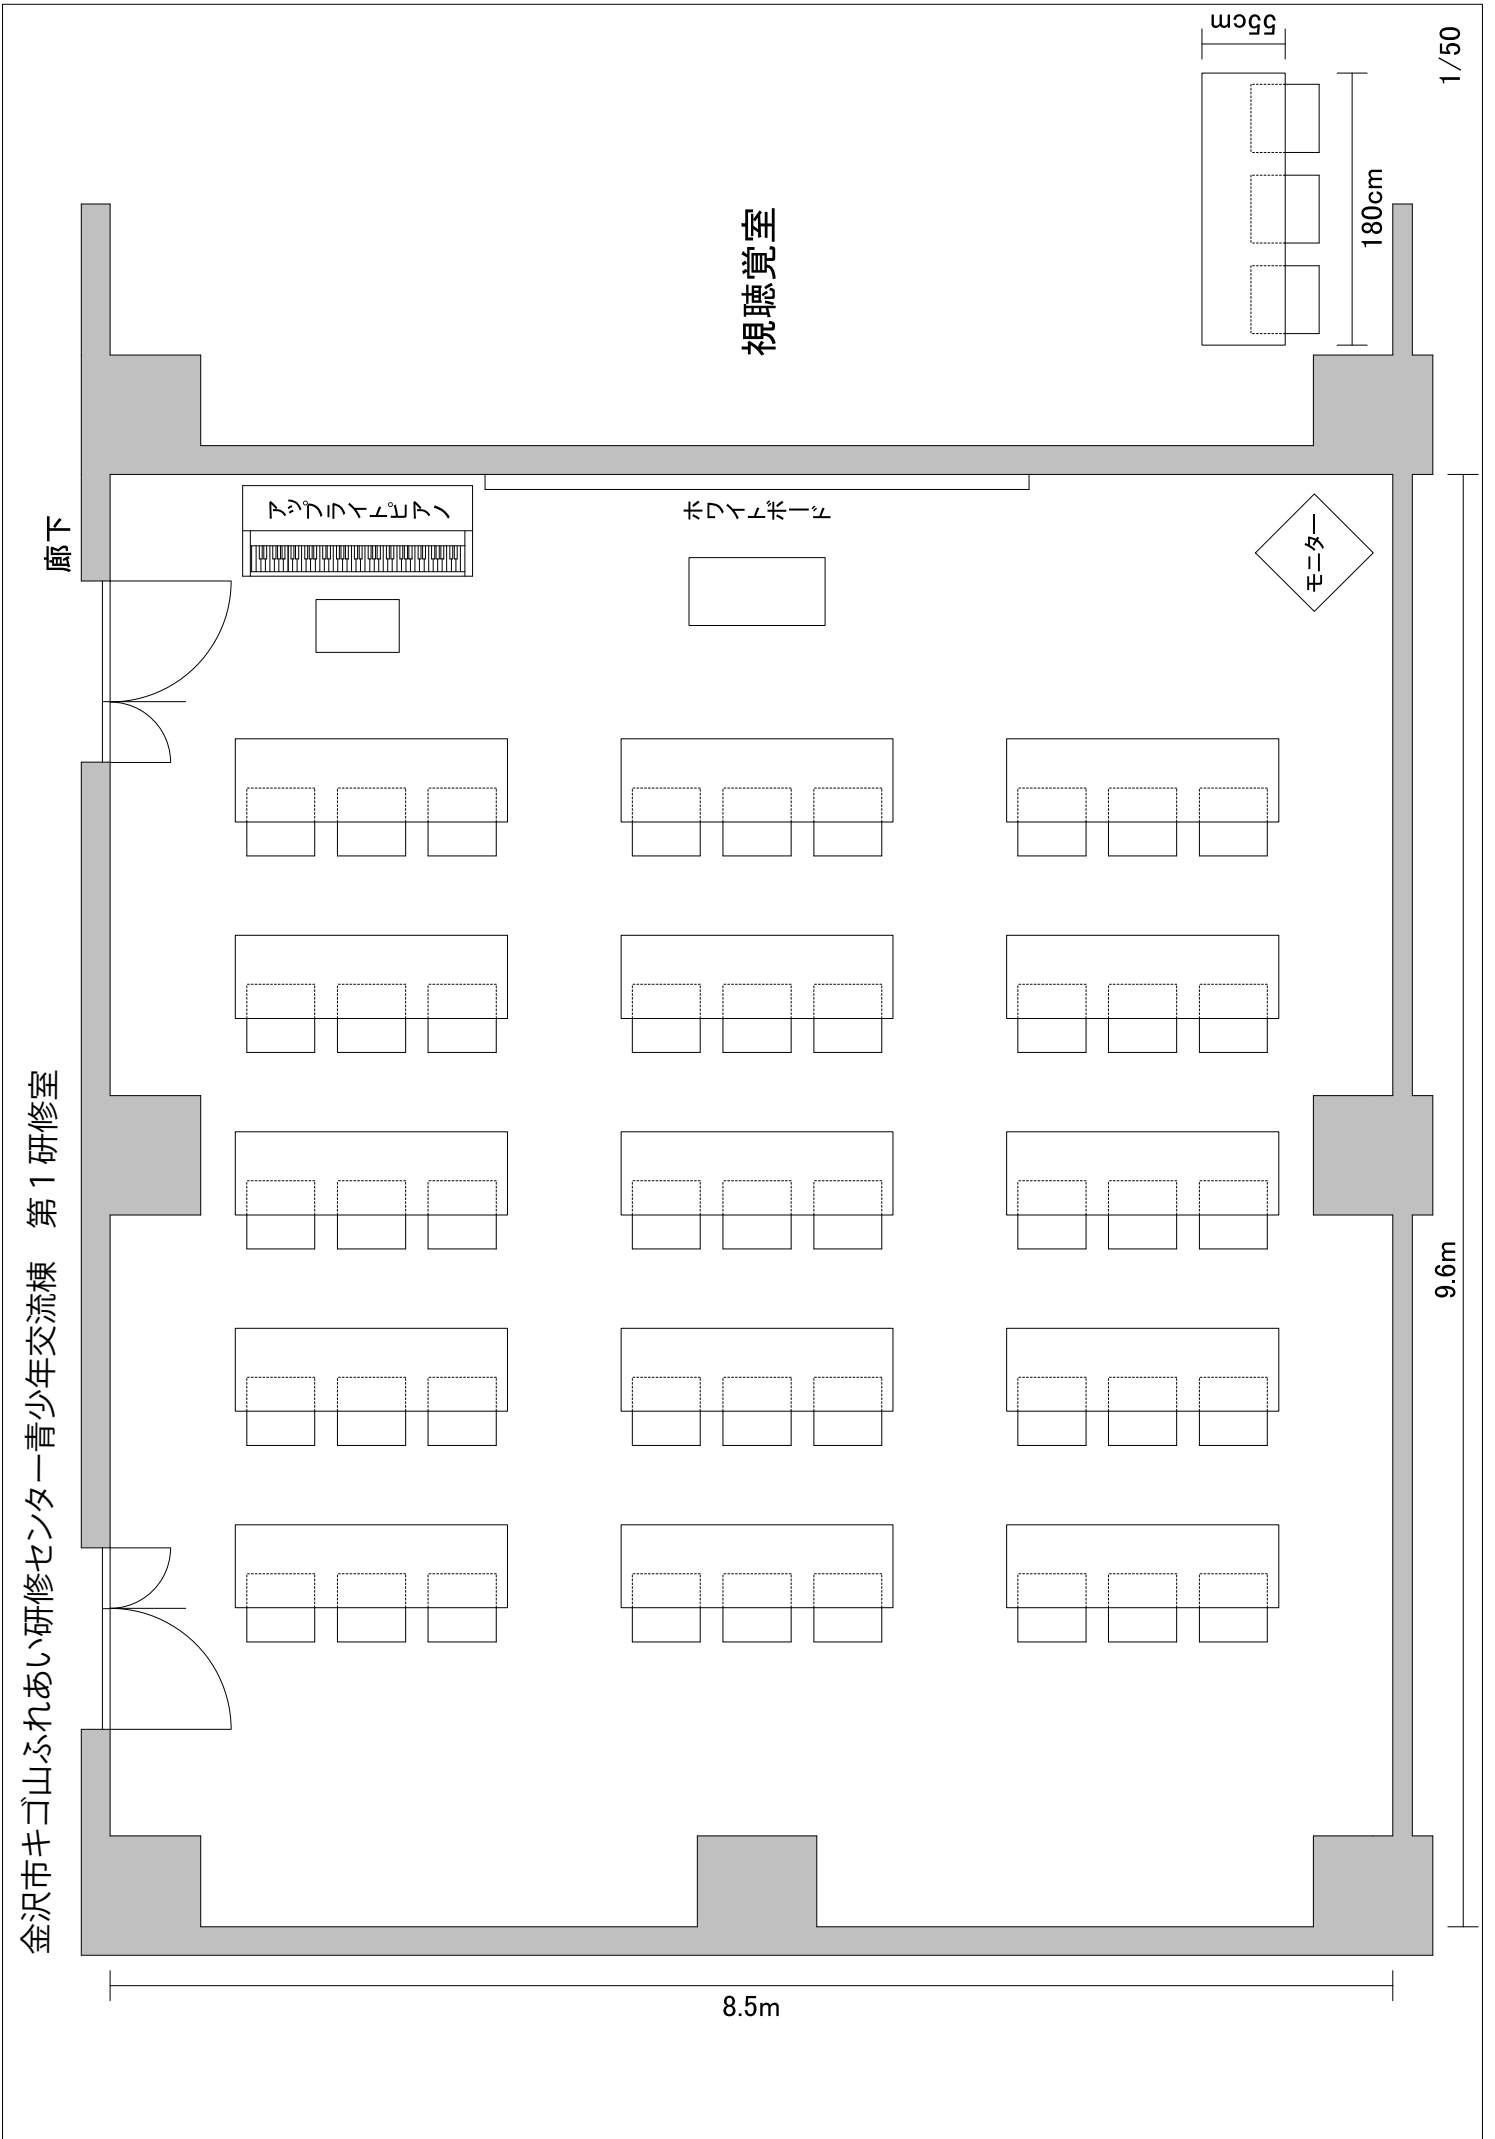 金沢市キゴ山ふれあい研修センター青少年交流棟　第１研修室
廊下
アップライトピアノ
ホワイトボード
モニター
視聴覚室
55cm
180cm
1/50
9.6m
8.5m